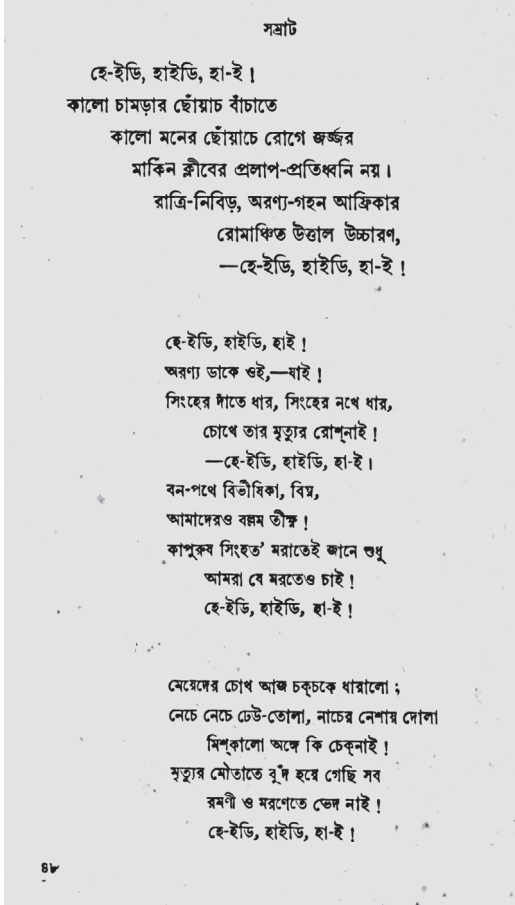 সম্রাট
হে-ইডি, হাইডি, হা-ই !
কালো চামড়ার ছোঁয়াচ বাঁচাতে
কালো মনের ছোঁয়াচে রোগে জর্জ্জর
মার্কিন ক্লীবের প্রলাপ-প্রতিধ্বনি নয় ।
রাত্রি-নিবিড়, অরণ্য-গহন আফ্রিকার
রোমাঞ্চিত উত্তাল উচ্চারণ,
—হে-ইডি, হাইডি, হা-ই !
হে-ইডি, হাইডি, হাই !
অরণ্য ডাকে ওই,—যাই !
সিংহের দাঁতে ধার, সিংহের নখে ধার,
চোখে তার মৃত্যুর রোশ্‌নাই !
—হে-ইডি, হাইডি, হা-ই ।
বন-পথে বিভীষিকা, বিঘ্ন,
আমাদেরও বল্লম তীক্ষ্ণ !
কাপুরুষ সিংহত' মরাতেই জানে শুধু
আমরা যে মরতেও চাই !
হে-ইডি, হাইডি, হা-ই !
মেয়েদের চোখ আজ চক্‌চকে ধারালো ;
নেচে নেচে ঢেউ-তোলা, নাচের নেশায় দোলা
মিশ্‌কালো অঙ্গে কি চেক্‌নাই !
মৃত্যুর মৌতাতে বুঁদ হয়ে গেছি সব
রমণী ও মরণেতে ভেদ নাই !
হে-ইডি, হাইডি, হা-ই !
৪৮